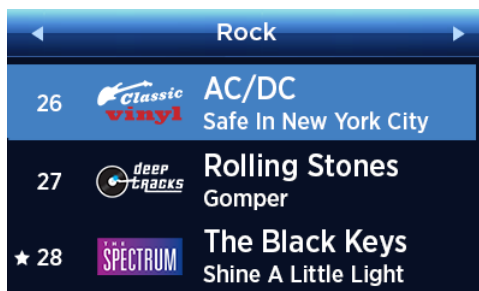 Rock
26
Classic
vinyl
AC/DC
Safe In New York City
27
deep
tracks
Rolling Stones
Gomper
28
THE
SPECTRUM
The Black Keys
Shine A Little Light